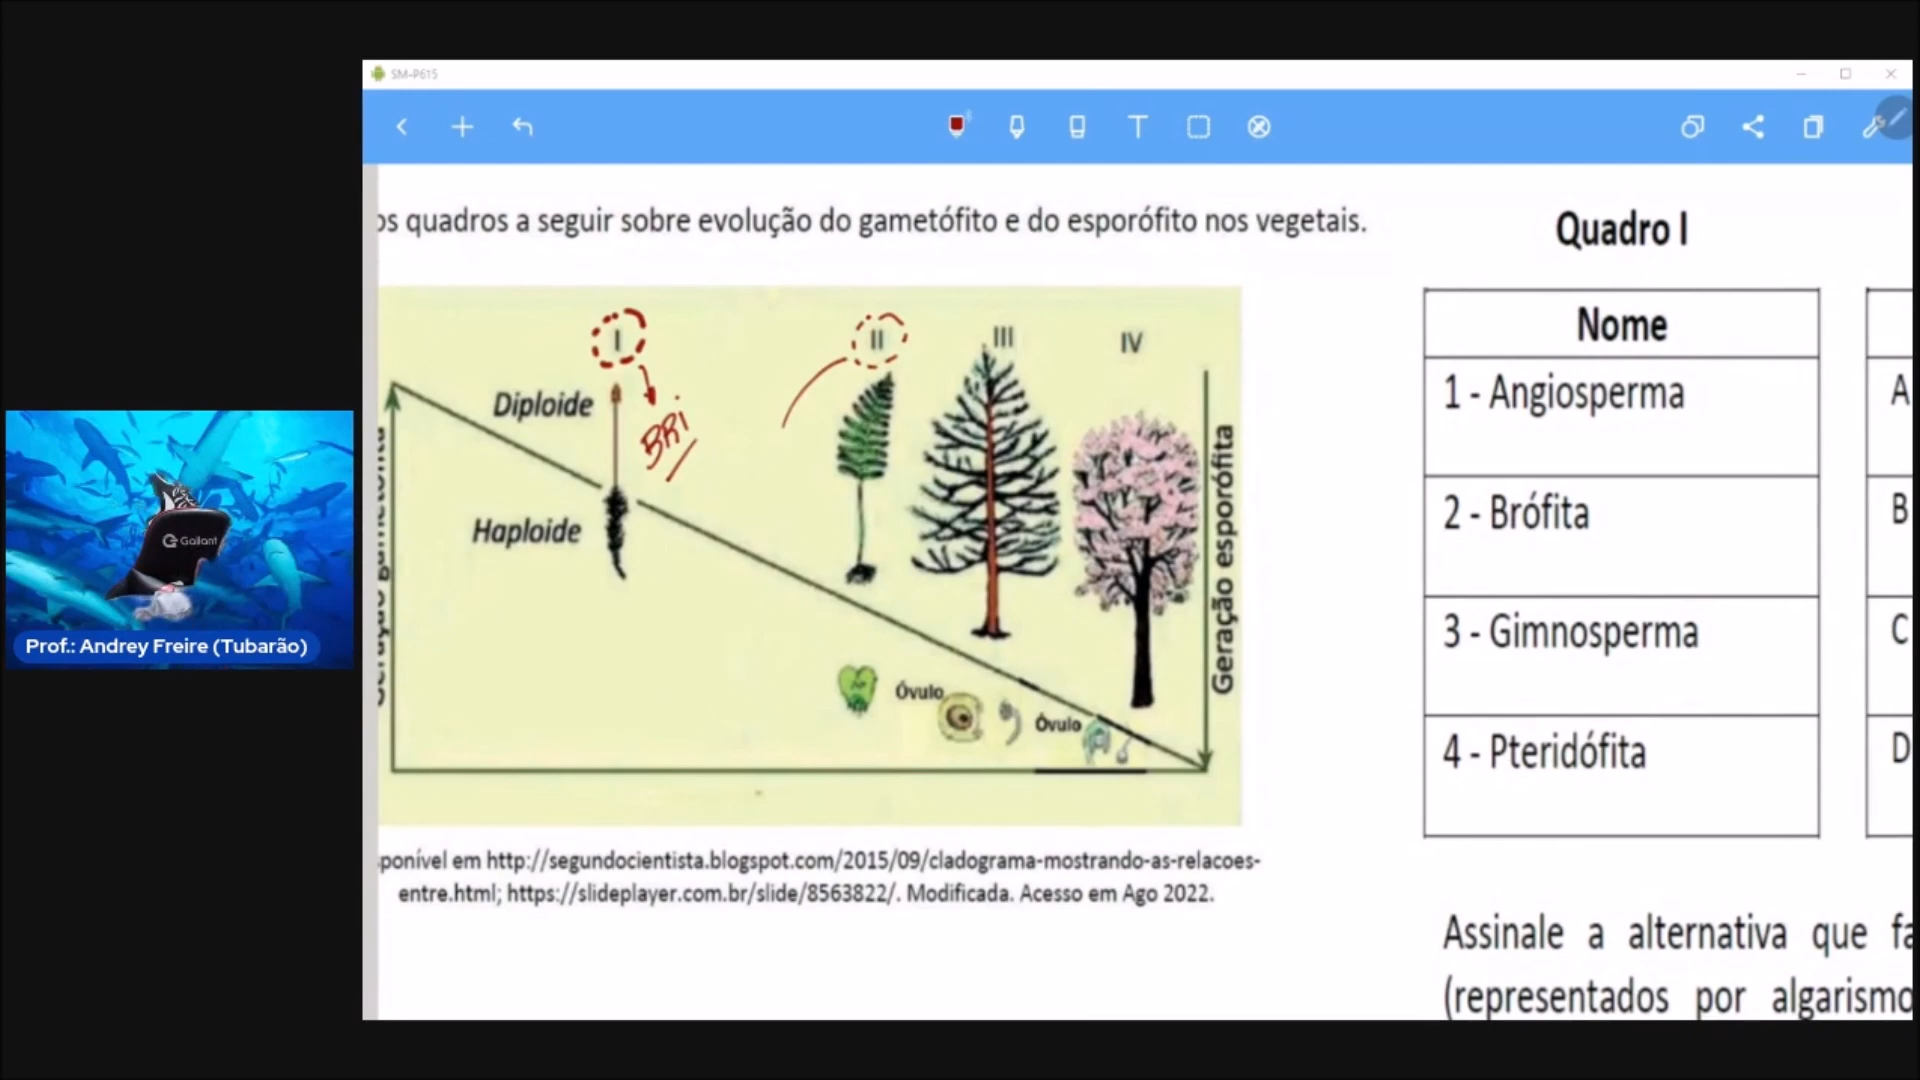 SM-P615
os quadros a seguir sobre evolução do gametófito e do esporófito nos vegetais.
Quadro I
I
II
III
IV
Diploide
BRi
Haploide
Geração esporófita
Óvulo
Óvulo
Nome
1 - Angiosperma
A
2 - Brófita
B
3 - Gimnosperma
C
4 - Pteridófita
D
Gallant
Prof.: Andrey Freire (Tubarão)
ponível em http://segundocientista.blogspot.com/2015/09/cladograma-mostrando-as-relacoes-
entre.html; https://slideplayer.com.br/slide/8563822/. Modificada. Acesso em Ago 2022.
Assinale a alternativa que fa
(representados por algarismo